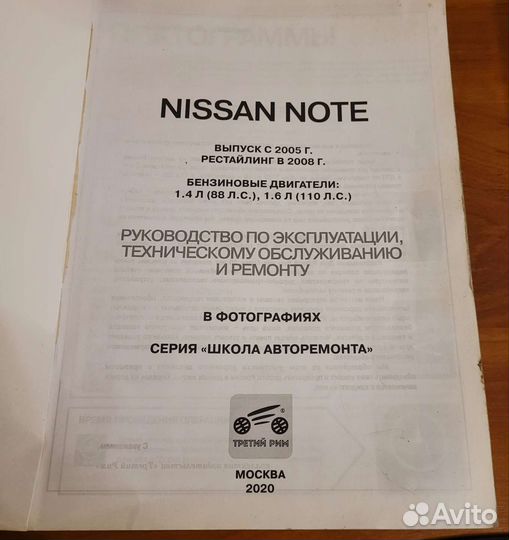 NISSAN NOTE
ВЫПУСК С 2005 Г.
РЕСТАЙЛИНГ В 2008 Г.
БЕНЗИНОВЫЕ ДВИГАТЕЛИ:
1.4 Л (88 Л.С.), 1.6 Л (110 Л.С.)
РУКОВОДСТВО ПО ЭКСПЛУАТАЦИИ,
ТЕХНИЧЕСКОМУ ОБСЛУЖИВАНИЮ
И РЕМОНТУ
В ФОТОГРАФИЯХ
СЕРИЯ «ШКОЛА АВТОРЕМОНТА»
®
ТРЕТИЙ РИМ
МОСКВА
2020
Avito